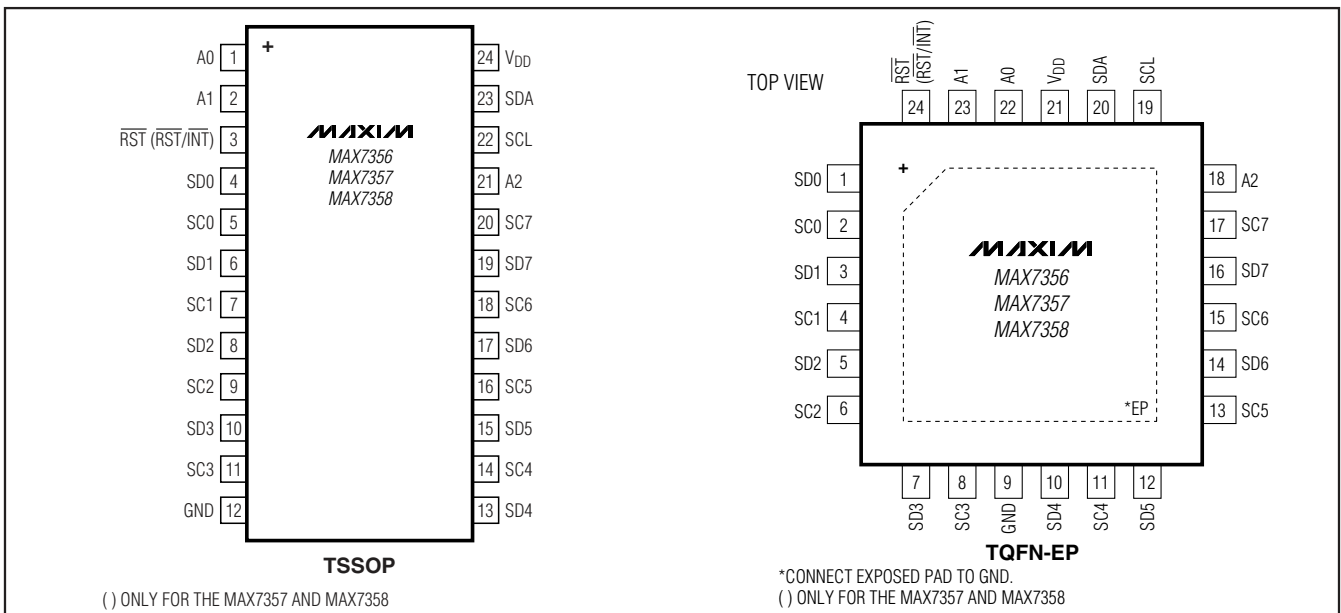 A0 1
A1 2
RST (RST/INT) 3
SD0 4
SC0 5
SD1 6
SC1 7
SD2 8
SC2 9
SD3 10
SC3 11
GND 12
+
MAXIM
MAX7356
MAX7357
MAX7358
24 VDD
23 SDA
22 SCL
21 A2
20 SC7
19 SD7
18 SC6
17 SD6
16 SC5
15 SD5
14 SC4
13 SD4
TSSOP
( ) ONLY FOR THE MAX7357 AND MAX7358
TOP VIEW
RST (RST/INT) A1 A0 VDD SDA SCL
24 23 22 21 20 19
SD0 1
SC0 2
SD1 3
SC1 4
SD2 5
SC2 6
+
MAXIM
MAX7356
MAX7357
MAX7358
*EP
18 A2
17 SC7
16 SD7
15 SC6
14 SD6
13 SC5
7 8 9 10 11 12
SD3 SC3 GND SD4 SC4 SD5
TQFN-EP
*CONNECT EXPOSED PAD TO GND.
( ) ONLY FOR THE MAX7357 AND MAX7358